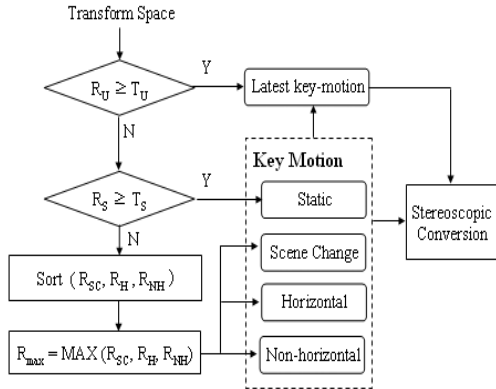 Transform Space
R_U ≥ T_U
Y
Latest key-motion
N
Key Motion
R_S ≥ T_S
Y
Static
Stereoscopic
Conversion
N
Scene Change
Sort (R_SC, R_H, R_NH)
Horizontal
R_max = MAX (R_SC, R_H, R_NH)
Non-horizontal